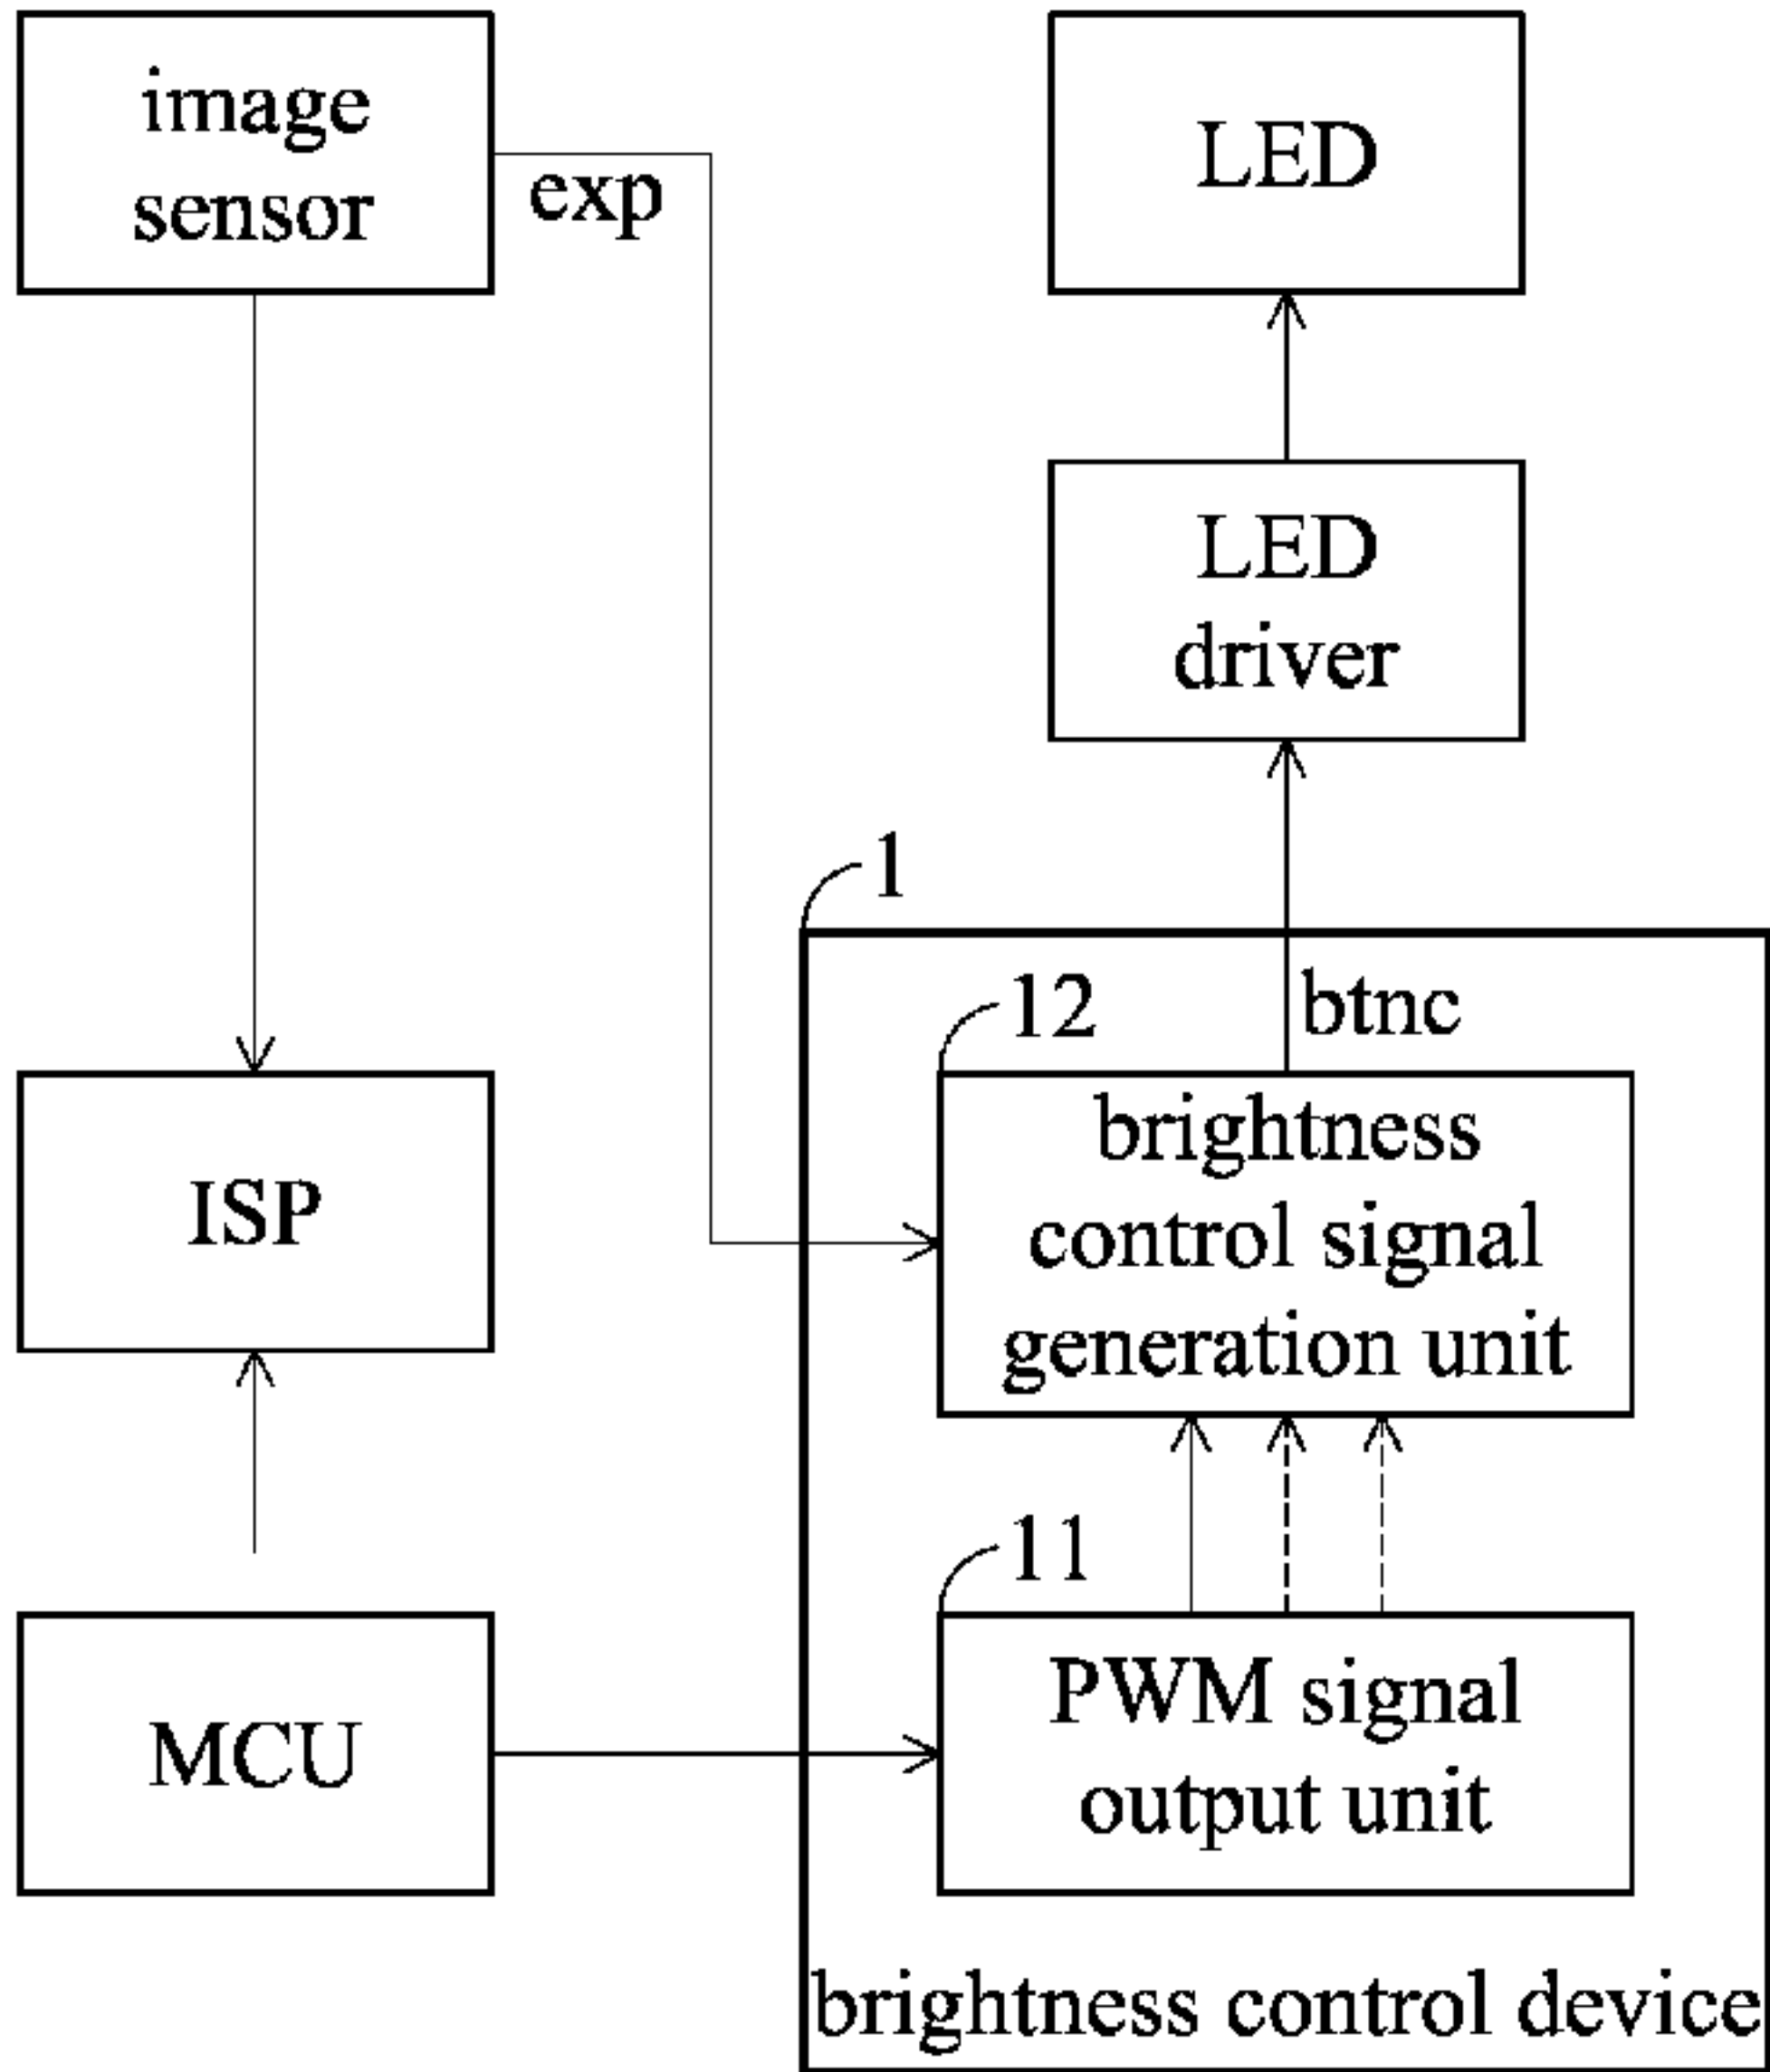 image
sensor
exp
LED
LED
driver
1
12
btnc
brightness
control signal
generation unit
ISP
11
PWM signal
output unit
MCU
brightness control device